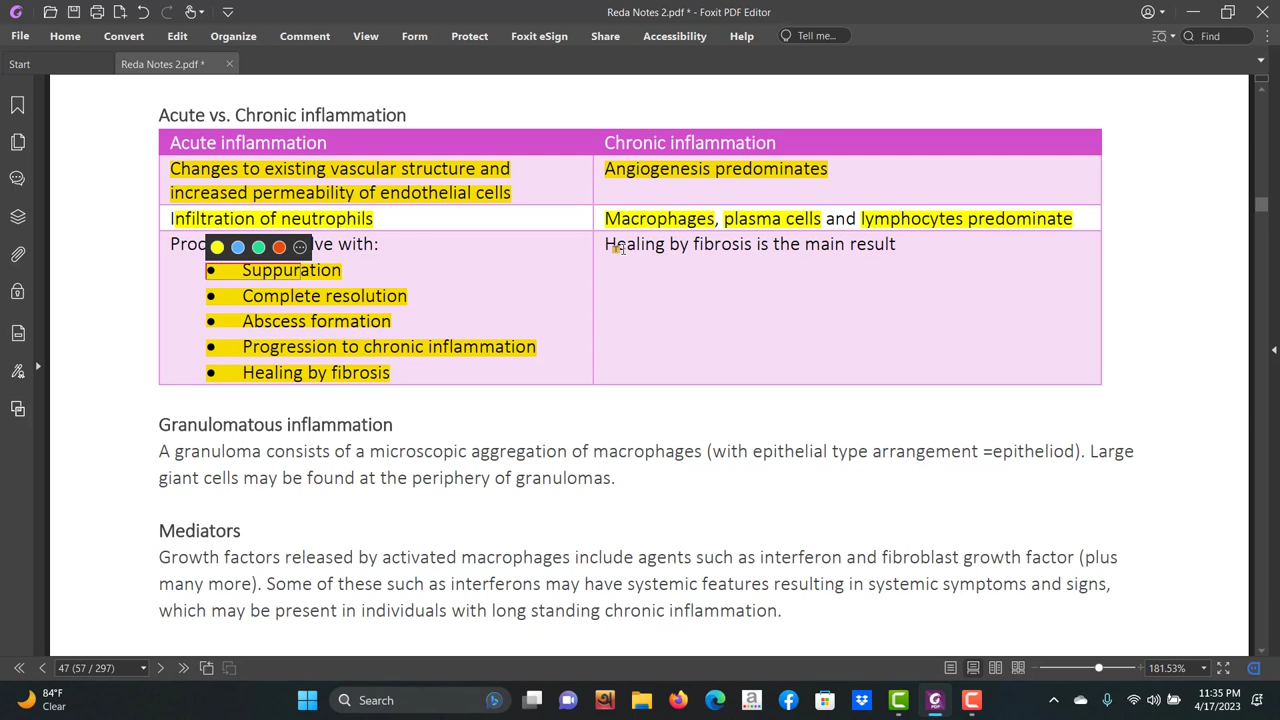 Reda Notes 2.pdf * - Foxit PDF Editor
File Home Convert Edit Organize Comment View Form Protect Foxit eSign Share Accessibility Help Tell me... Find
Start Reda Notes 2.pdf *
Acute vs. Chronic inflammation
Acute inflammation Chronic inflammation
Changes to existing vascular structure and Angiogenesis predominates
increased permeability of endothelial cells
Infiltration of neutrophils Macrophages, plasma cells and lymphocytes predominate
with: Healing by fibrosis is the main result
• Suppuration
• Complete resolution
• Abscess formation
• Progression to chronic inflammation
• Healing by fibrosis
Granulomatous inflammation
A granuloma consists of a microscopic aggregation of macrophages (with epithelial type arrangement =epitheliod). Large
giant cells may be found at the periphery of granulomas.
Mediators
Growth factors released by activated macrophages include agents such as interferon and fibroblast growth factor (plus
many more). Some of these such as interferons may have systemic features resulting in systemic symptoms and signs,
which may be present in individuals with long standing chronic inflammation.
47 (57 / 297) 181.53%
84°F
Clear
Search
11:35 PM
4/17/2023